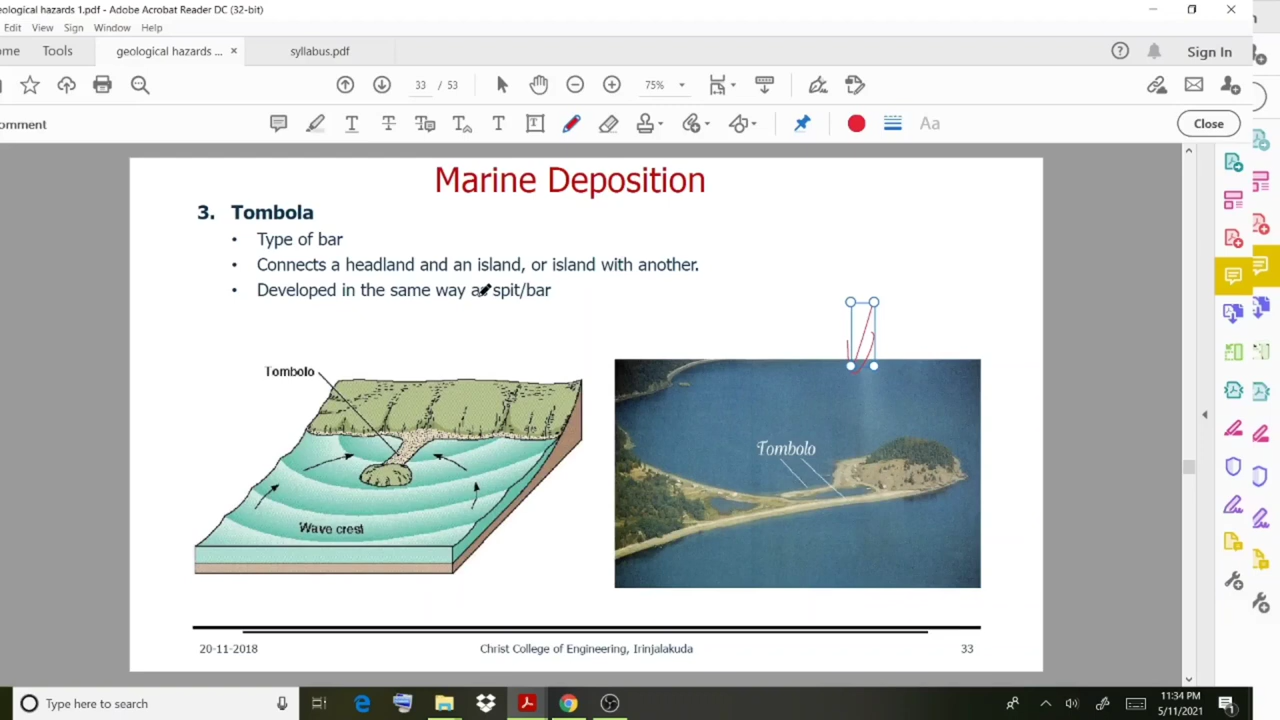 eological hazards 1.pdf - Adobe Acrobat Reader DC (32-bit)
Edit View Sign Window Help
ome Tools geological hazards ... × syllabus.pdf Sign In
33 / 53 75%
omment Aa Close
Marine Deposition
3. Tombola
• Type of bar
• Connects a headland and an island, or island with another.
• Developed in the same way as spit/bar
Tombolo
Tombolo
Wave crest
20-11-2018 Christ College of Engineering, Irinjalakuda 33
Type here to search
11:34 PM
5/11/2021